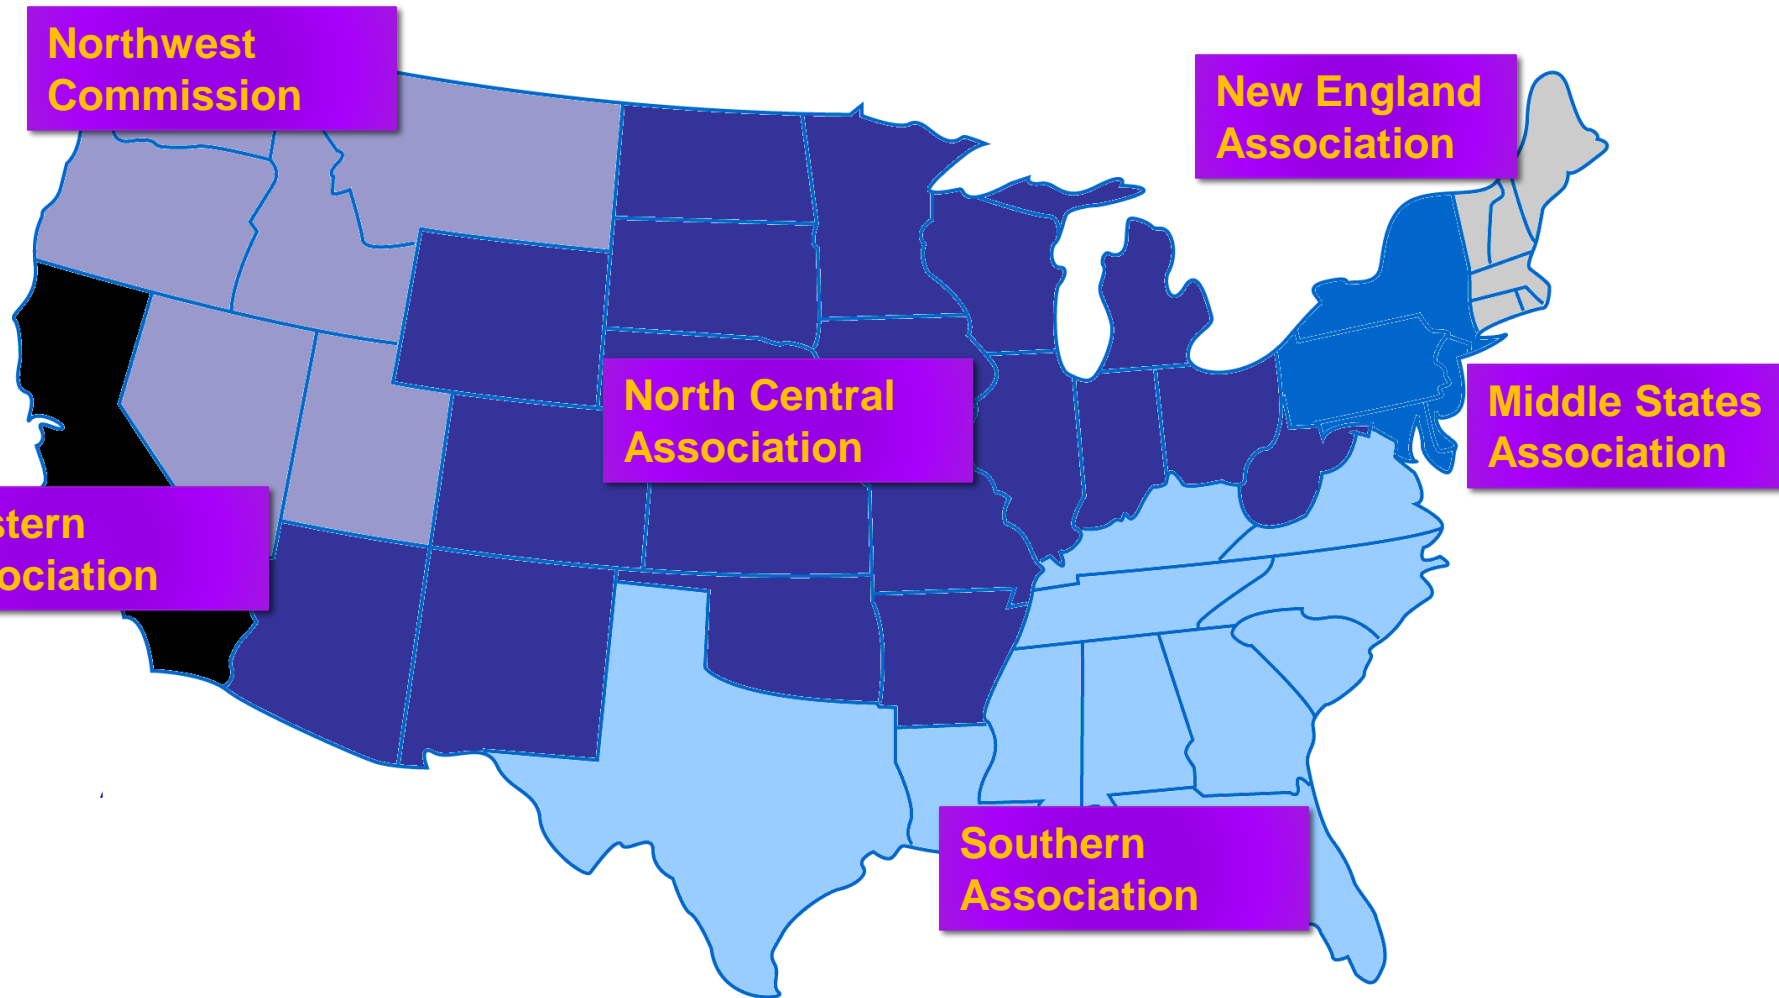 Northwest
Commission
New England
Association
North Central
Association
Middle States
Association
stern
ociation
Southern
Association